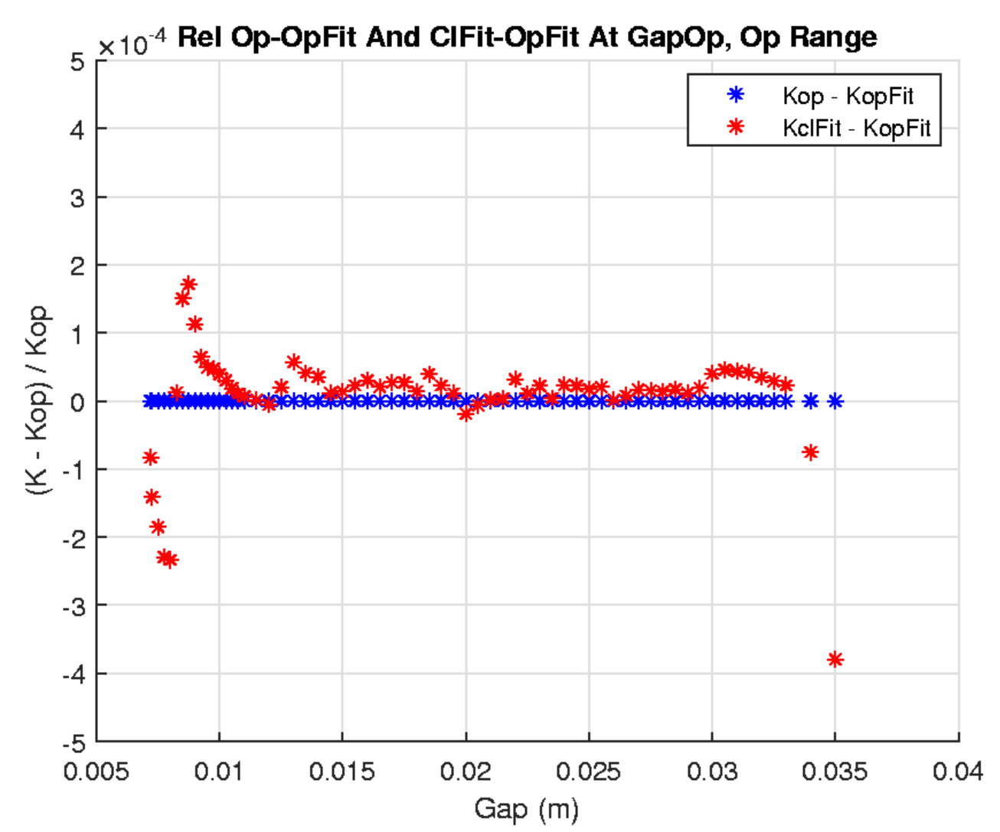 ×10-4 Rel Op-OpFit And ClFit-OpFit At GapOp, Op Range
Kop - KopFit
KclFit - KopFit
5
4
3
2
1
0
-1
-2
-3
-4
-5
(K - Kop) / Kop
0.005 0.01 0.015 0.02 0.025 0.03 0.035 0.04
Gap (m)